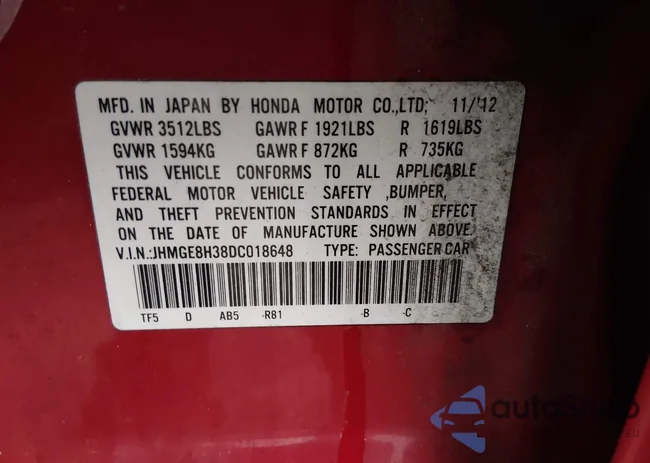 MFD. IN JAPAN BY HONDA MOTOR CO.,LTD; 11/'12
GVWR 3512LBS GAWR F 1921LBS R 1619LBS
GVWR 1594KG GAWR F 872KG R 735KG
THIS VEHICLE CONFORMS TO ALL APPLICABLE
FEDERAL MOTOR VEHICLE SAFETY ,BUMPER,
AND THEFT PREVENTION STANDARDS IN EFFECT
ON THE DATE OF MANUFACTURE SHOWN ABOVE.
V.I.N.:JHMGE8H38DC018648 TYPE: PASSENGER CAR
TF5 D AB5 -R81 -B -C